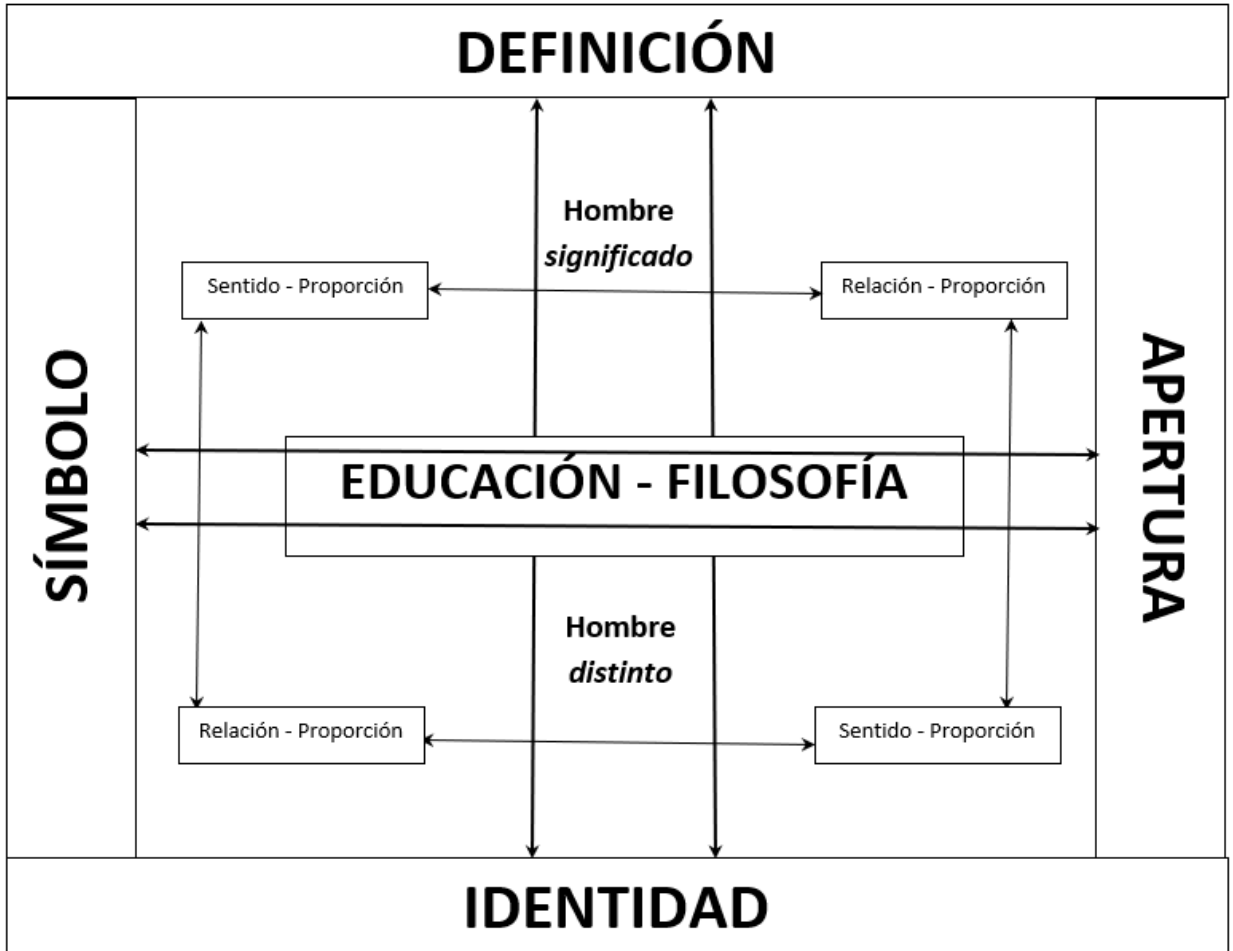 DEFINICIÓN
Hombre
significado
Sentido - Proporción
Relación - Proporción
SÍMBOLO
APERTURA
EDUCACIÓN - FILOSOFÍA
Hombre
distinto
Relación - Proporción
Sentido - Proporción
IDENTIDAD